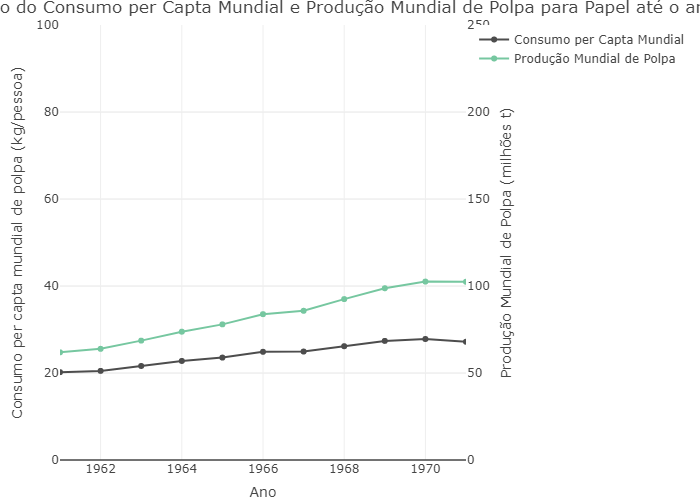 o do Consumo per Capta Mundial e Produção Mundial de Polpa para Papel até o a
Consumo per Capta Mundial
Produção Mundial de Polpa
100
80
60
40
20
0
Consumo per capta mundial de polpa (kg/pessoa)
250
200
150
100
50
0
Produção Mundial de Polpa (milhões t)
1962
1964
1966
1968
1970
Ano